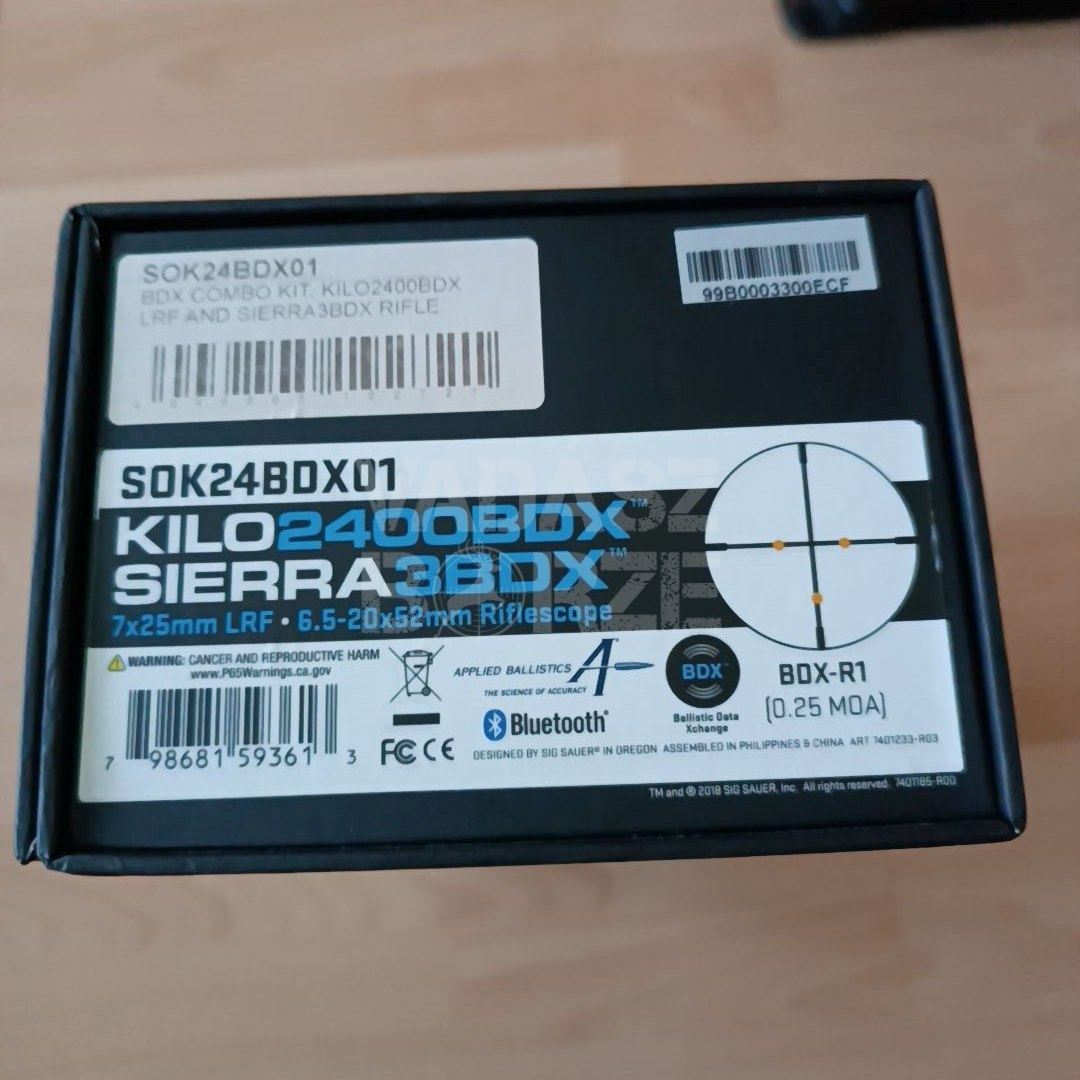 SOK24BDX01
BDX COMBO KIT, KILO2400BDX
LRF AND SIERRA3BDX RIFLE
99B0003300ECF
SOK24BDX01
KILO2400BDX™
SIERRA3BDX™
7x25mm LRF • 6.5-20x52mm Riflescope
VADASZ
BÖRZE
WARNING: CANCER AND REPRODUCTIVE HARM
www.P65Warnings.ca.gov
7 98681 59361 3
FC CE
APPLIED BALLISTICS
THE SCIENCE OF ACCURACY
Bluetooth®
BDX™
Ballistic Data
Xchange
BDX-R1
(0.25 MOA)
DESIGNED BY SIG SAUER® IN OREGON ASSEMBLED IN PHILIPPINES & CHINA ART 7401233-R03
TM and ® 2018 SIG SAUER, Inc. All rights reserved. 7401185-R00